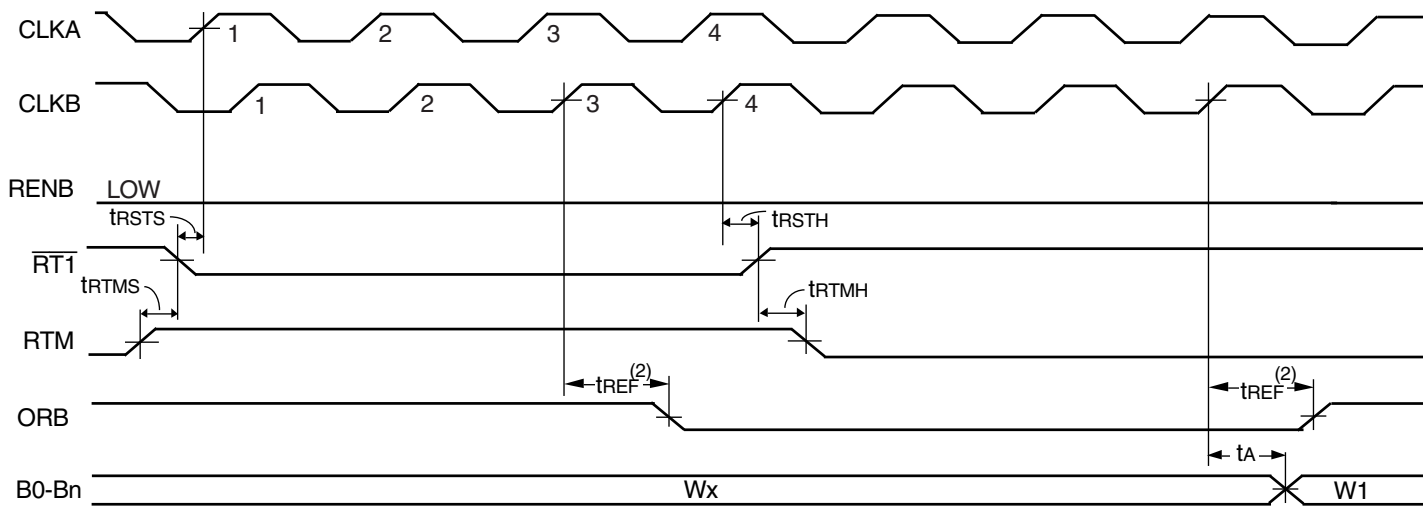 CLKA 1 2 3 4
CLKB 1 2 3 4
RENB LOW
tRSTS tRSTH
RT1
tRTMS tRTMH
RTM
tREF(2) tREF(2)
ORB
tA
B0-Bn Wx W1